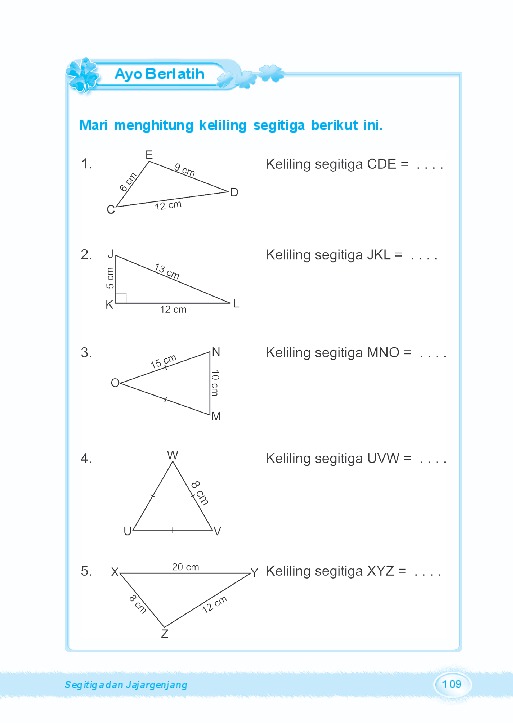 Ayo Berlatih
Mari menghitung keliling segitiga berikut ini.
1.
E
9 cm
6 cm
D
C
12 cm
Keliling segitiga CDE = ....
2.
J
13 cm
5 cm
K
L
12 cm
Keliling segitiga JKL = ....
3.
N
15 cm
O
10 cm
M
Keliling segitiga MNO = ....
4.
W
8 cm
U
V
Keliling segitiga UVW = ....
5.
X
20 cm
Y
8 cm
12 cm
Z
Keliling segitiga XYZ = ....
Segitiga dan Jajargenjang
109